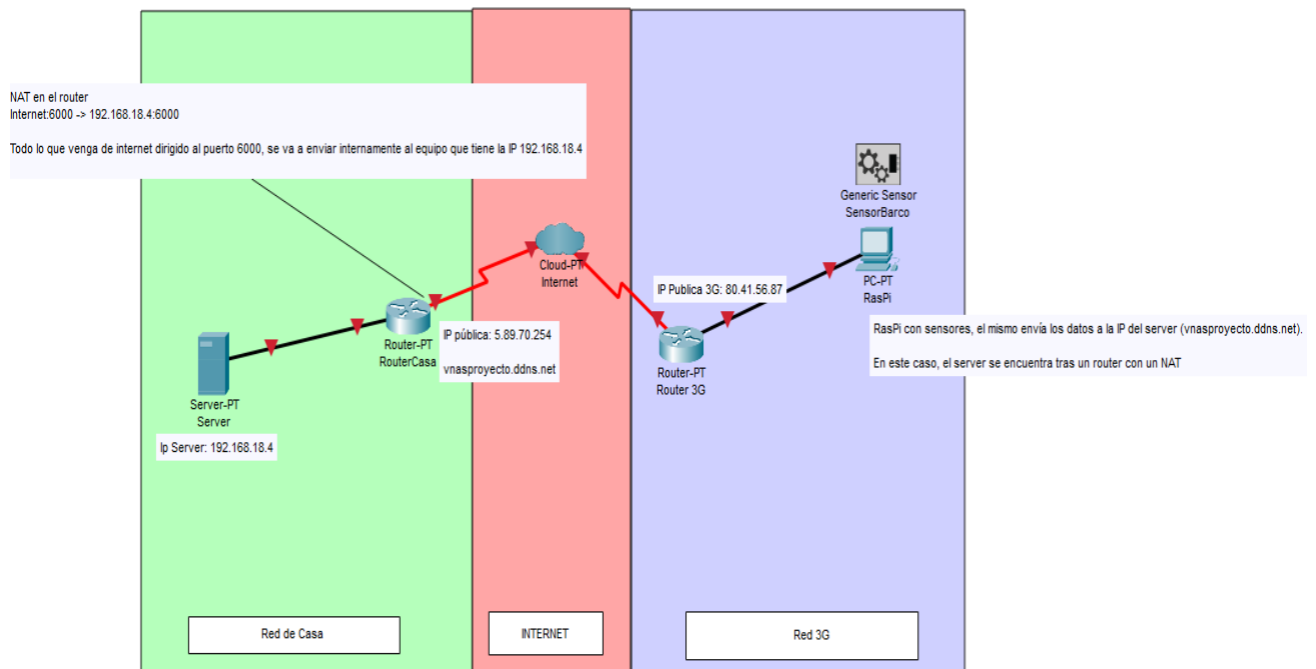 NAT en el router
Internet:6000 -> 192.168.18.4:6000
Todo lo que venga de internet dirigido al puerto 6000, se va a enviar internamente al equipo que tiene la IP 192.168.18.4
Generic Sensor
SensorBarco
Cloud-PT
Internet
PC-PT
RasPi
IP Publica 3G: 80.41.56.87
Router-PT
RouterCasa
IP pública: 5.89.70.254
vnasproyecto.ddns.net
Router-PT
Router 3G
RasPi con sensores, el mismo envía los datos a la IP del server (vnasproyecto.ddns.net).
En este caso, el server se encuentra tras un router con un NAT
Server-PT
Server
Ip Server: 192.168.18.4
Red de Casa
INTERNET
Red 3G